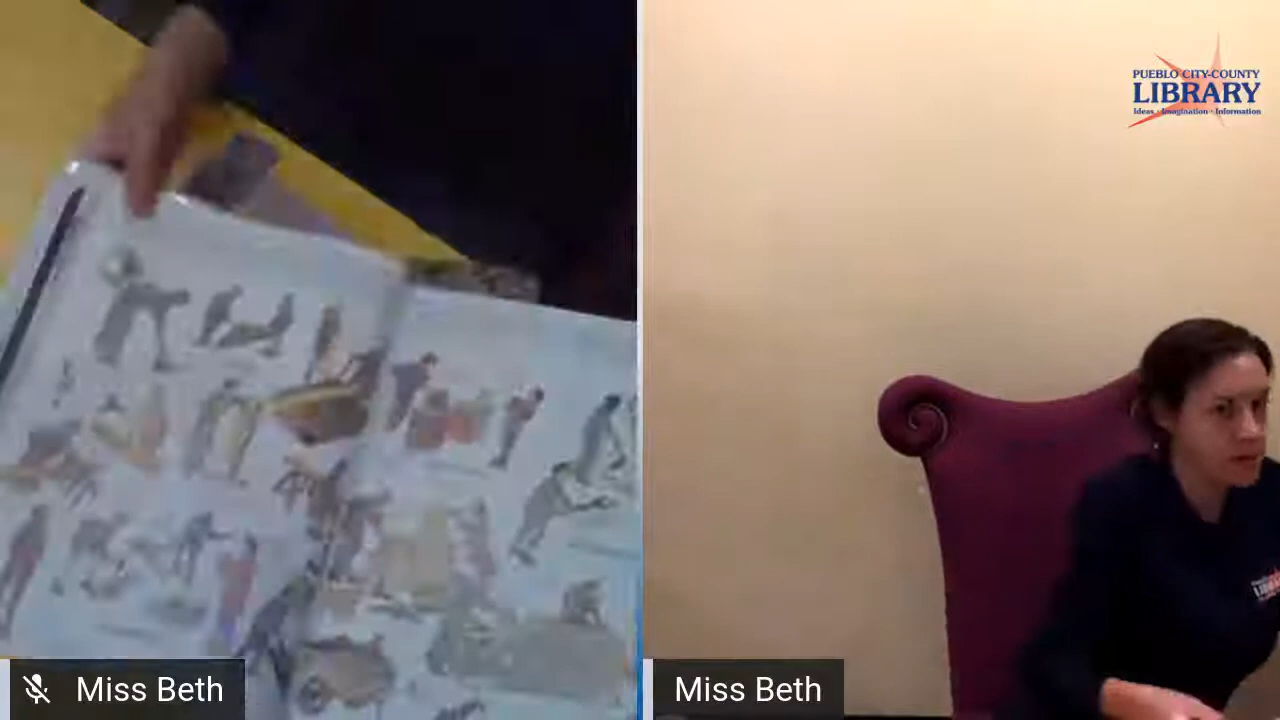 PUEBLO CITY-COUNTY
LIBRARY
Ideas · Imagination · Information
Miss Beth
Miss Beth